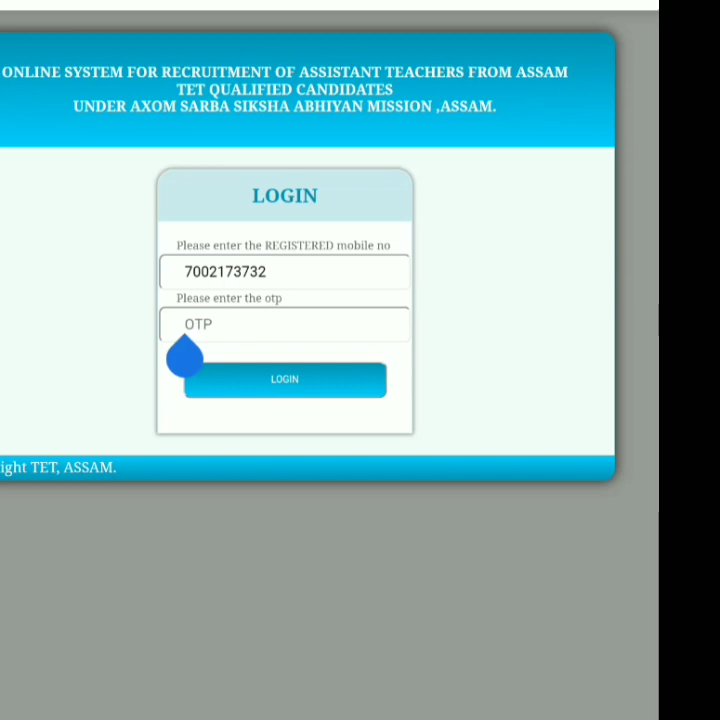 ONLINE SYSTEM FOR RECRUITMENT OF ASSISTANT TEACHERS FROM ASSAM
TET QUALIFIED CANDIDATES
UNDER AXOM SARBA SIKSHA ABHIYAN MISSION ,ASSAM.
LOGIN
Please enter the REGISTERED mobile no
7002173732
Please enter the otp
OTP
LOGIN
ight TET, ASSAM.